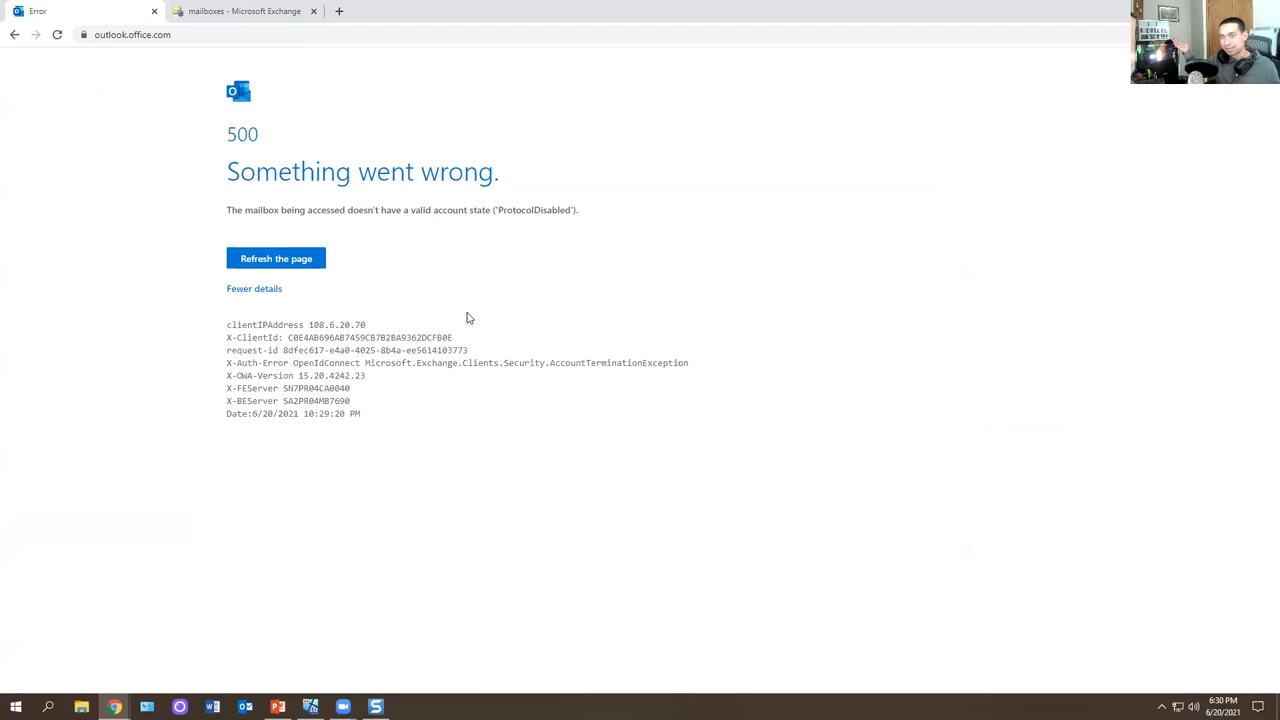 Error
mailboxes - Microsoft Exchange
outlook.office.com
500
Something went wrong.
The mailbox being accessed doesn't have a valid account state ('ProtocolDisabled').
Refresh the page
Fewer details
clientIPAddress 108.6.20.70
X-ClientId: C0E4AB696AB7459CB7B2BA9362DCFB0E
request-id 8dfec617-e4a0-4025-8b4a-ee5614103773
X-Auth-Error OpenIdConnect Microsoft.Exchange.Clients.Security.AccountTerminationException
X-OWA-Version 15.20.4242.23
X-FEServer SN7PR04CA0040
X-BEServer SA2PR04MB7690
Date:6/20/2021 10:29:20 PM
6:30 PM
6/20/2021